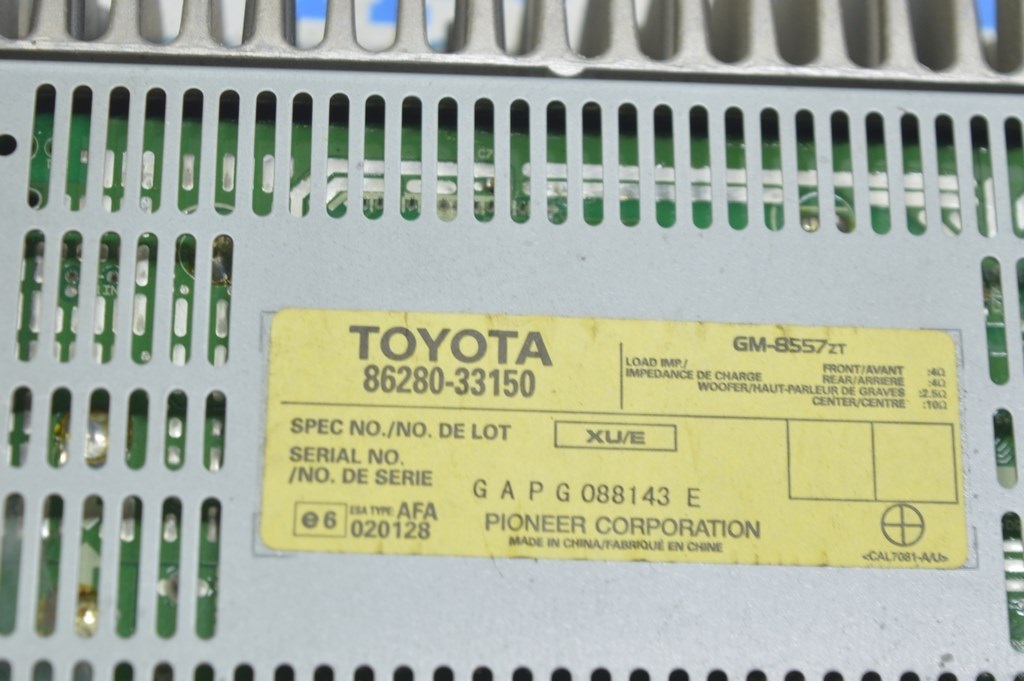 TOYOTA
86280-33150
GM-8557ZT
LOAD IMP./
IMPEDANCE DE CHARGE
FRONT/AVANT :4Ω
REAR/ARRIERE :4Ω
WOOFER/HAUT-PARLEUR DE GRAVES :2.5Ω
CENTER/CENTRE :10Ω
SPEC NO./NO. DE LOT
XU/E
SERIAL NO.
/NO. DE SERIE
G A P G 088143 E
e6
ESA TYPE: AFA
020128
PIONEER CORPORATION
MADE IN CHINA/FABRIQUÉ EN CHINE
<CAL7081-A/U>